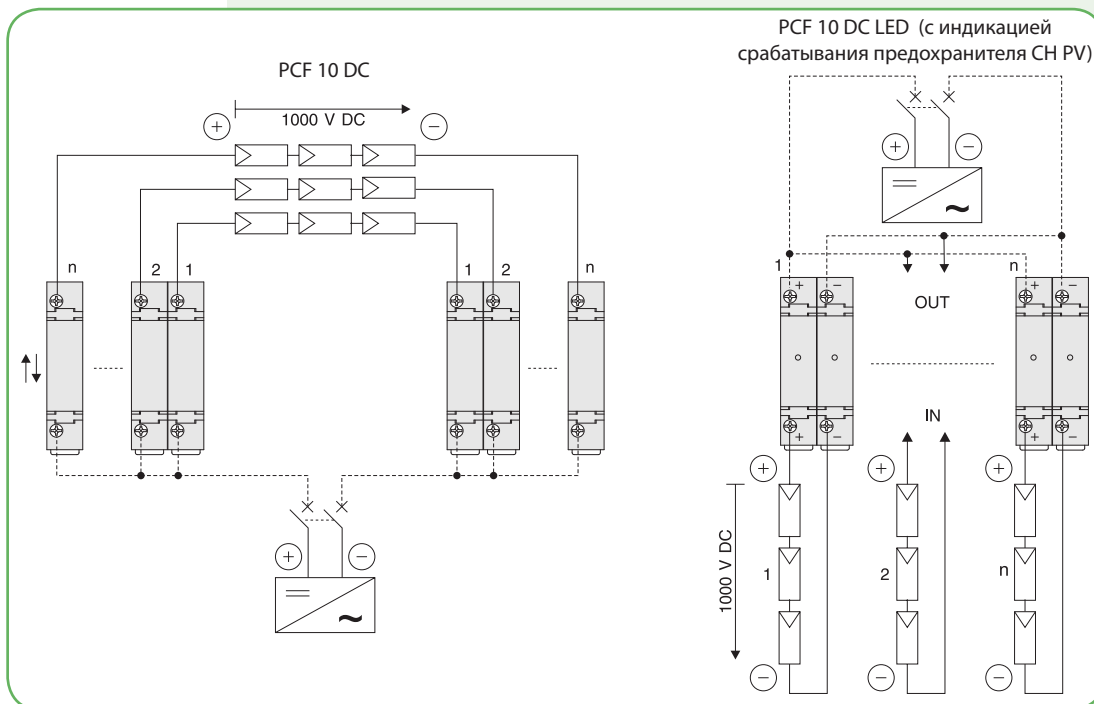 PCF 10 DC
1000 V DC
+
−
n
2
1
1
2
n
+
−
~
PCF 10 DC LED (с индикацией
срабатывания предохранителя CH PV)
+
−
~
1
n
+
−
+
−
OUT
IN
+
−
+
−
+
+
+
1000 V DC
1
2
n
−
−
−